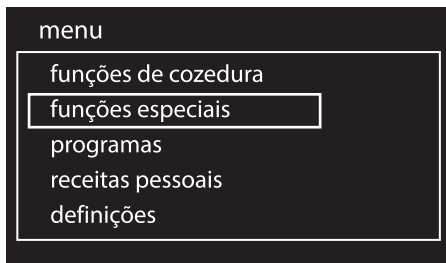 menu
funções de cozedura
funções especiais
programas
receitas pessoais
definições